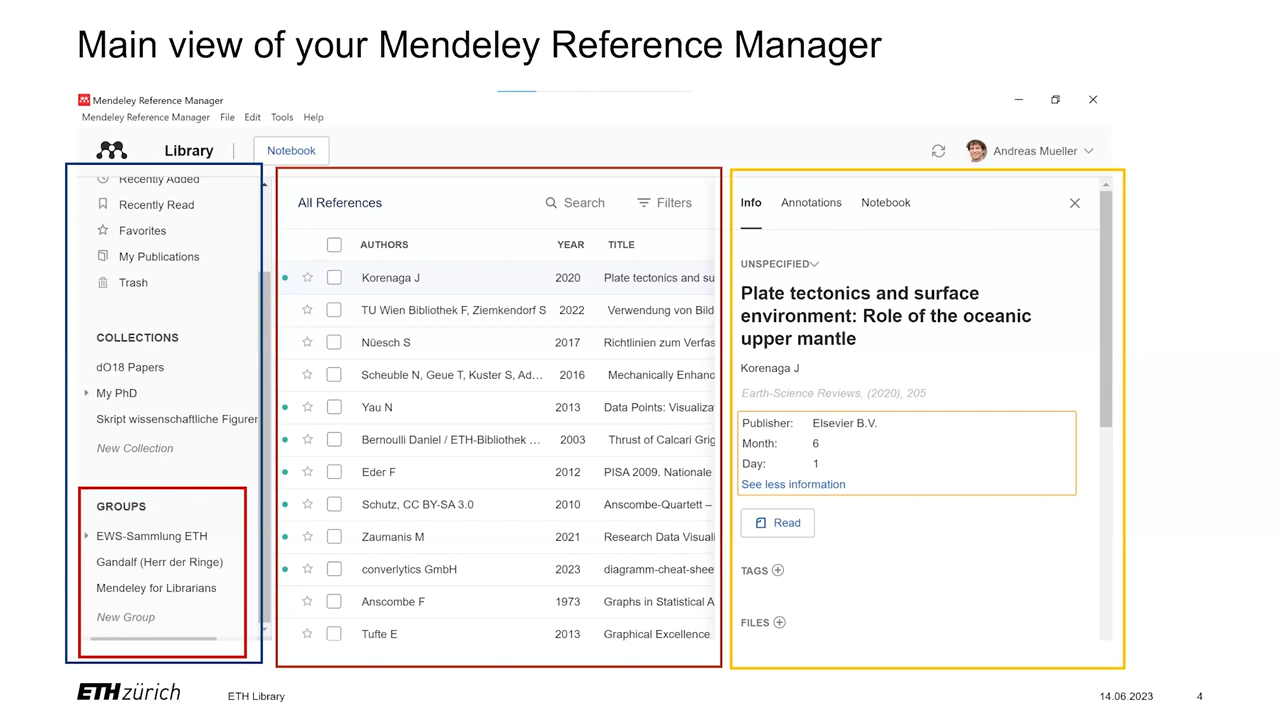 Main view of your Mendeley Reference Manager
Mendeley Reference Manager
Mendeley Reference Manager File Edit Tools Help
Library
Notebook
Andreas Mueller
Recently Added
Recently Read
Favorites
My Publications
Trash
COLLECTIONS
dO18 Papers
My PhD
Skript wissenschaftliche Figuren
New Collection
GROUPS
EWS-Sammlung ETH
Gandalf (Herr der Ringe)
Mendeley for Librarians
New Group
All References Search Filters
AUTHORS YEAR TITLE
Korenaga J 2020 Plate tectonics and su
TU Wien Bibliothek F, Ziemkendorf S 2022 Verwendung von Bild
Nüesch S 2017 Richtlinien zum Verfas
Scheuble N, Geue T, Kuster S, Ad... 2016 Mechanically Enhanc
Yau N 2013 Data Points: Visualiza
Bernoulli Daniel / ETH-Bibliothek ... 2003 Thrust of Calcari Grig
Eder F 2012 PISA 2009. Nationale
Schutz, CC BY-SA 3.0 2010 Anscombe-Quartett –
Zaumanis M 2021 Research Data Visuali
converlytics GmbH 2023 diagramm-cheat-shee
Anscombe F 1973 Graphs in Statistical A
Tufte E 2013 Graphical Excellence
Info Annotations Notebook
UNSPECIFIED
Plate tectonics and surface
environment: Role of the oceanic
upper mantle
Korenaga J
Earth-Science Reviews, (2020), 205
Publisher: Elsevier B.V.
Month: 6
Day: 1
See less information
Read
TAGS
FILES
ETH zürich
ETH Library
14.06.2023
4